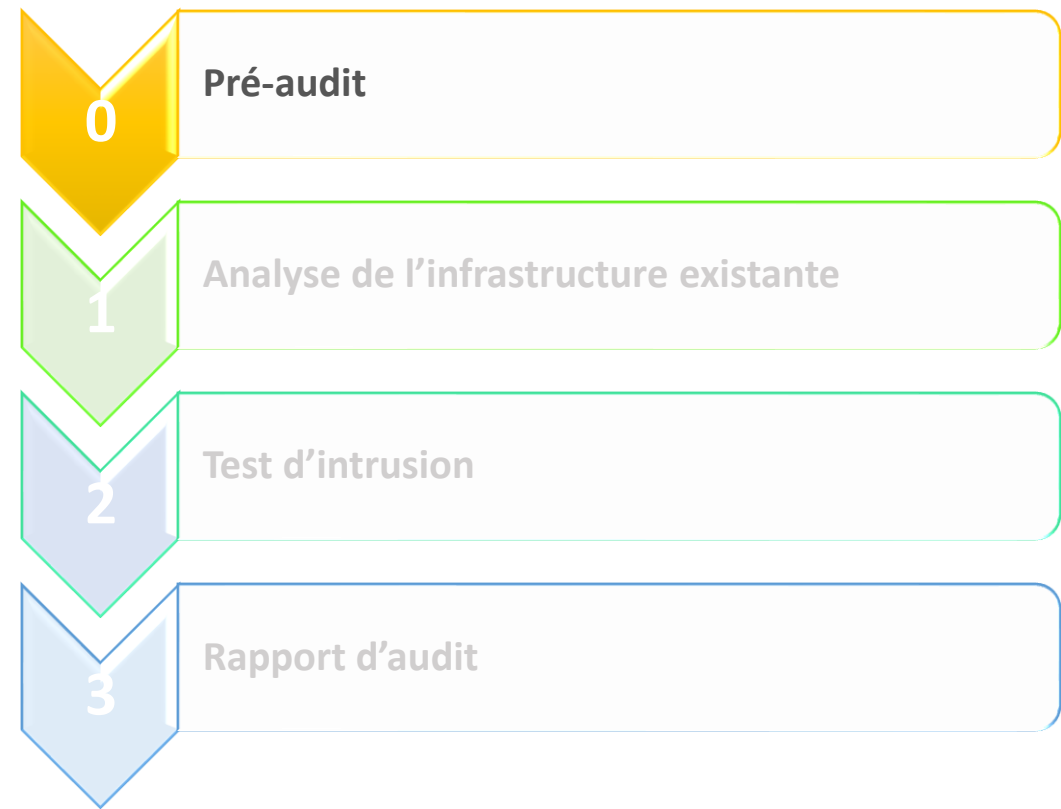 0
Pré-audit
1
Analyse de l’infrastructure existante
2
Test d’intrusion
3
Rapport d’audit